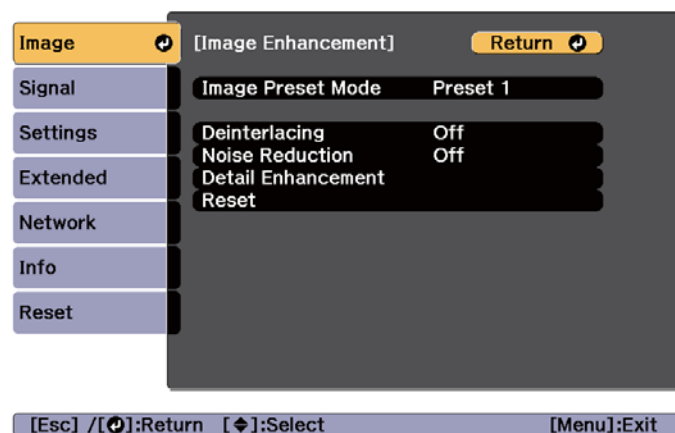 Image
Signal
Settings
Extended
Network
Info
Reset
[Image Enhancement]
Return
Image Preset Mode Preset 1
Deinterlacing Off
Noise Reduction Off
Detail Enhancement
Reset
[Esc] /[⏎]:Return [◆]:Select [Menu]:Exit